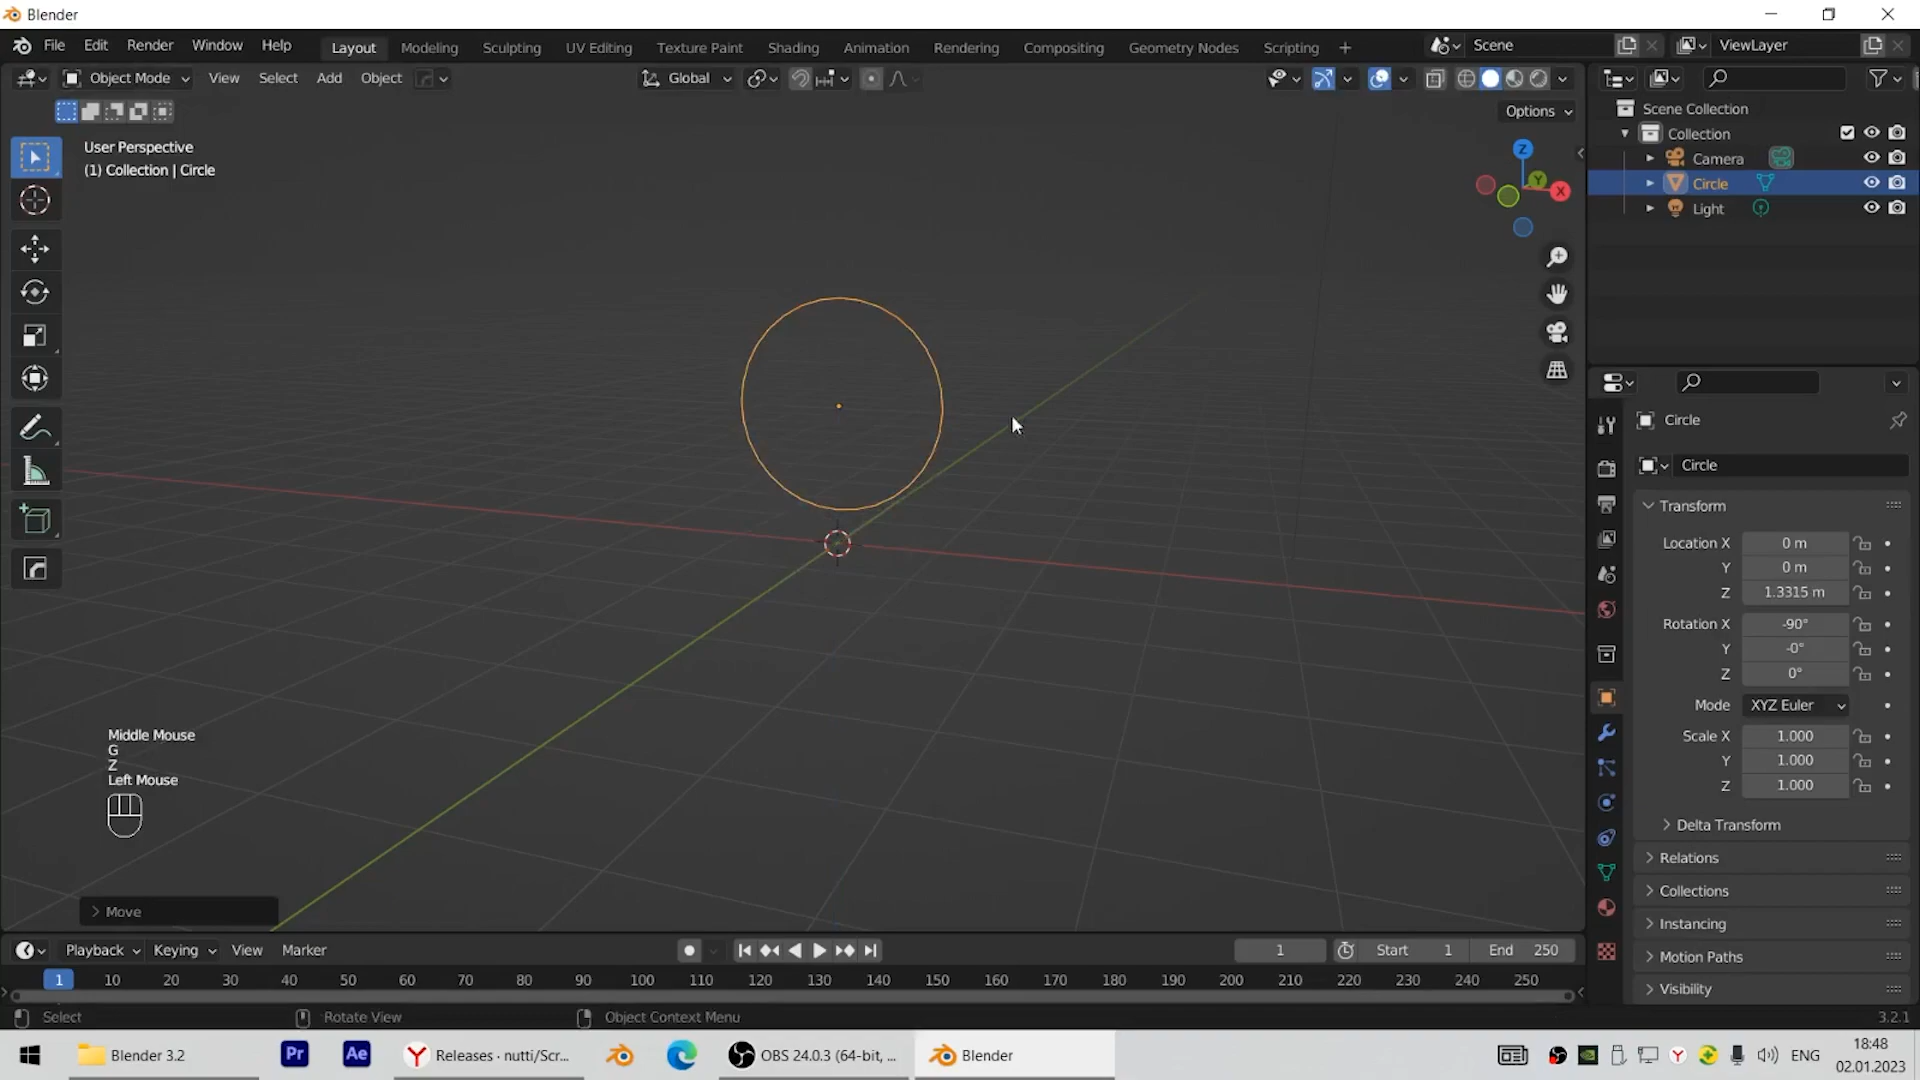 Blender
File Edit Render Window Help Layout Modeling Sculpting UV Editing Texture Paint Shading Animation Rendering Compositing Geometry Nodes Scripting + Scene ViewLayer
Object Mode View Select Add Object Global
Options
User Perspective
(1) Collection | Circle
Z
Y
X
Scene Collection
Collection
Camera
Circle
Light
Circle
Circle
Transform
Location X 0 m
Y 0 m
Z 1.3315 m
Rotation X -90°
Y -0°
Z 0°
Mode XYZ Euler
Scale X 1.000
Y 1.000
Z 1.000
Delta Transform
Relations
Collections
Instancing
Motion Paths
Visibility
Middle Mouse
G
Z
Left Mouse
Move
Playback Keying View Marker 1 Start 1 End 250
1 10 20 30 40 50 60 70 80 90 100 110 120 130 140 150 160 170 180 190 200 210 220 230 240 250
Select Rotate View Object Context Menu 3.2.1
Blender 3.2 Pr Ae Releases · nutti/Scr... OBS 24.0.3 (64-bit, ... Blender ENG
18:48
02.01.2023